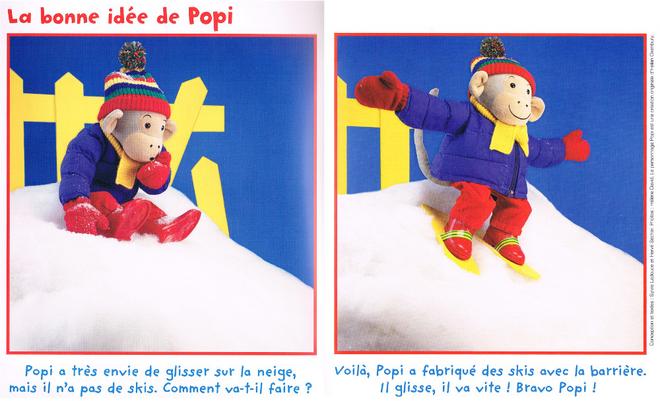 La bonne idée de Popi
Popi a très envie de glisser sur la neige,
mais il n'a pas de skis. Comment va-t-il faire ?
Voilà, Popi a fabriqué des skis avec la barrière.
Il glisse, il va vite ! Bravo Popi !